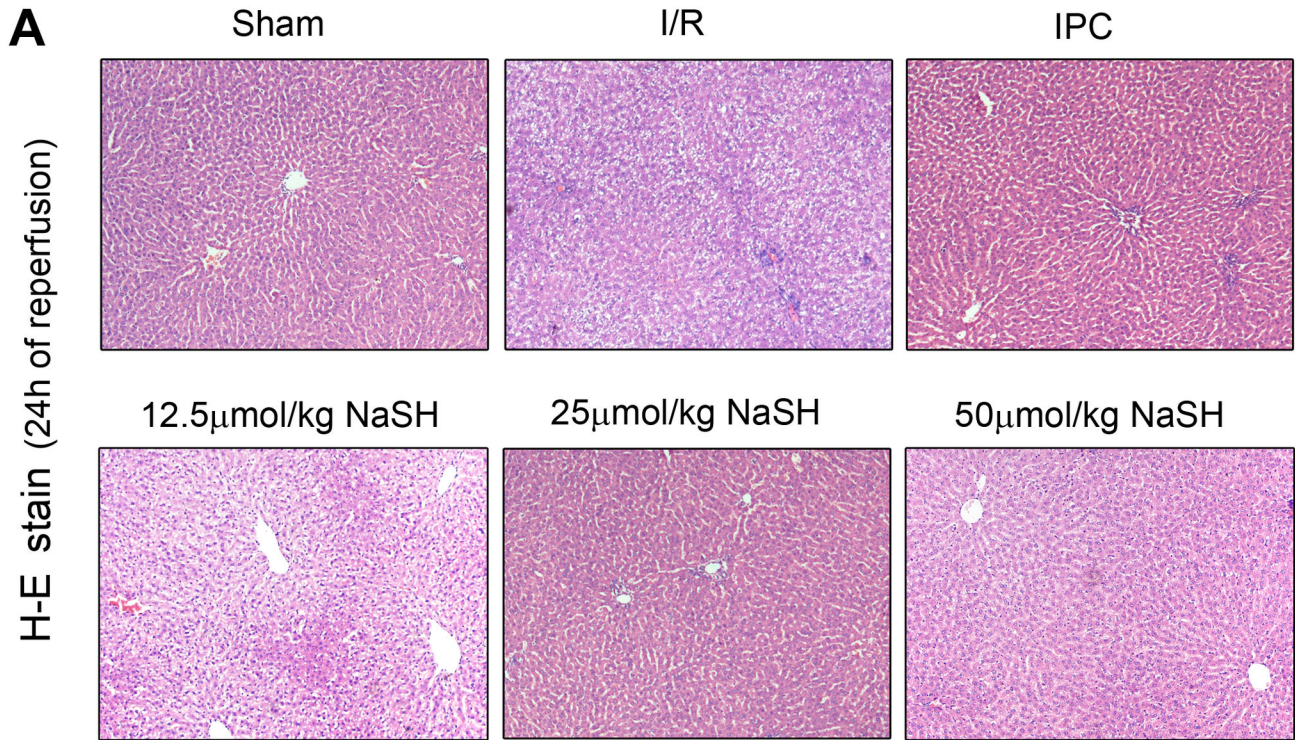 A
Sham
I/R
IPC
H-E stain (24h of reperfusion)
12.5μmol/kg NaSH
25μmol/kg NaSH
50μmol/kg NaSH